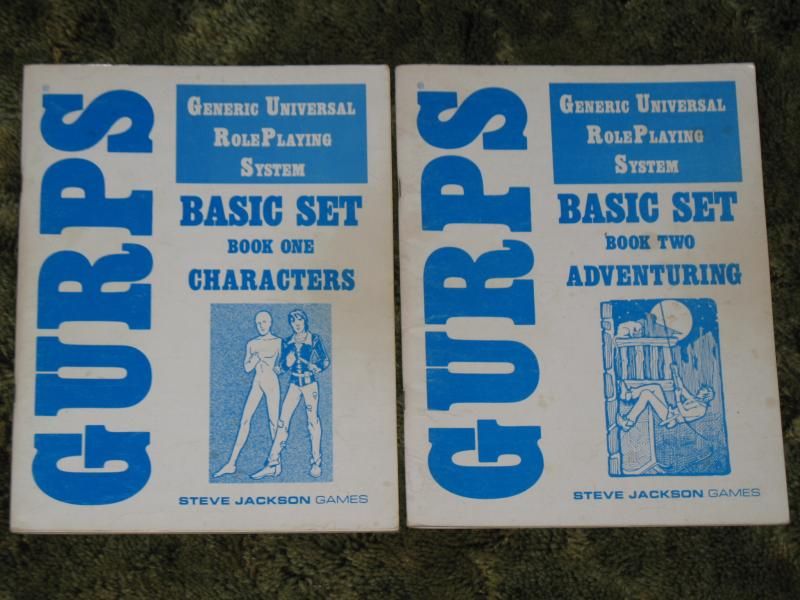 GURPS®
GENERIC UNIVERSAL
ROLEPLAYING
SYSTEM
BASIC SET
BOOK ONE
CHARACTERS
STEVE JACKSON GAMES
GURPS®
GENERIC UNIVERSAL
ROLEPLAYING
SYSTEM
BASIC SET
BOOK TWO
ADVENTURING
STEVE JACKSON GAMES